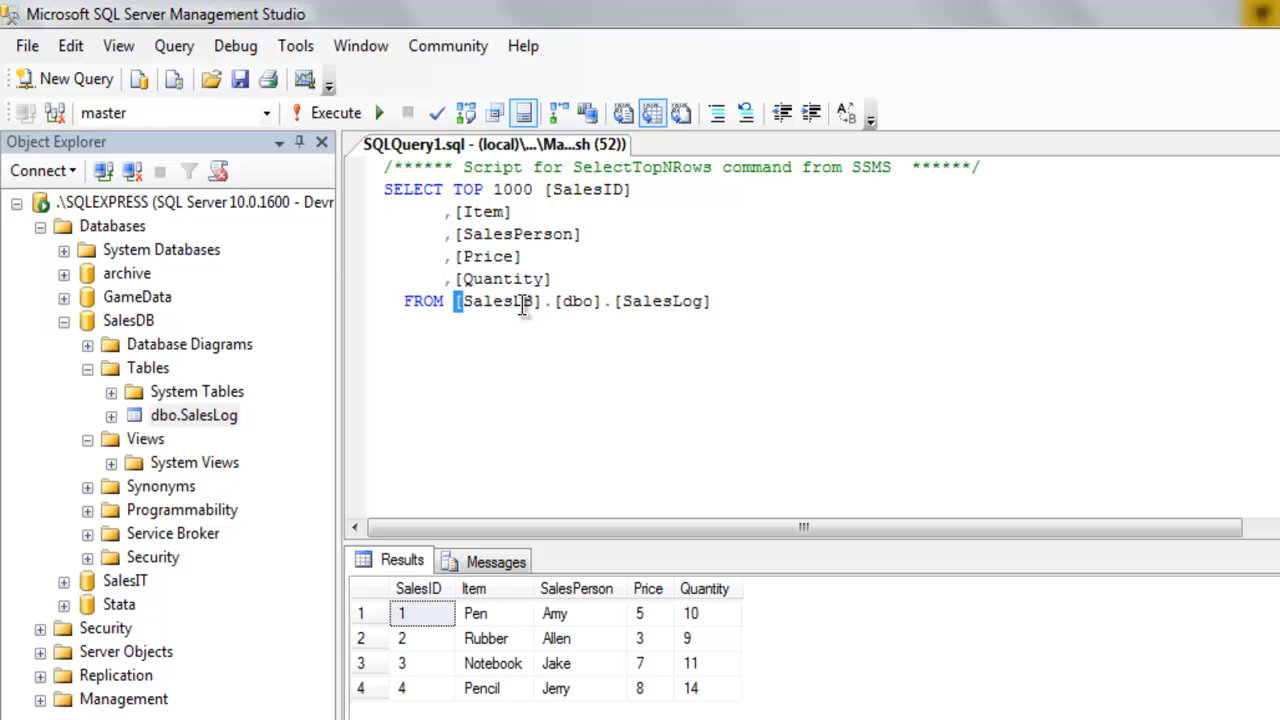 Microsoft SQL Server Management Studio
File Edit View Query Debug Tools Window Community Help
New Query
master Execute
Object Explorer
Connect
.\SQLEXPRESS (SQL Server 10.0.1600 - Devr
Databases
System Databases
archive
GameData
SalesDB
Database Diagrams
Tables
System Tables
dbo.SalesLog
Views
System Views
Synonyms
Programmability
Service Broker
Security
SalesIT
Stata
Security
Server Objects
Replication
Management
SQLQuery1.sql - (local)\...\Ma...sh (52))
/****** Script for SelectTopNRows command from SSMS ******/
SELECT TOP 1000 [SalesID]
,[Item]
,[SalesPerson]
,[Price]
,[Quantity]
FROM [SalesDB].[dbo].[SalesLog]
Results Messages
SalesID Item SalesPerson Price Quantity
1 1 Pen Amy 5 10
2 2 Rubber Allen 3 9
3 3 Notebook Jake 7 11
4 4 Pencil Jerry 8 14